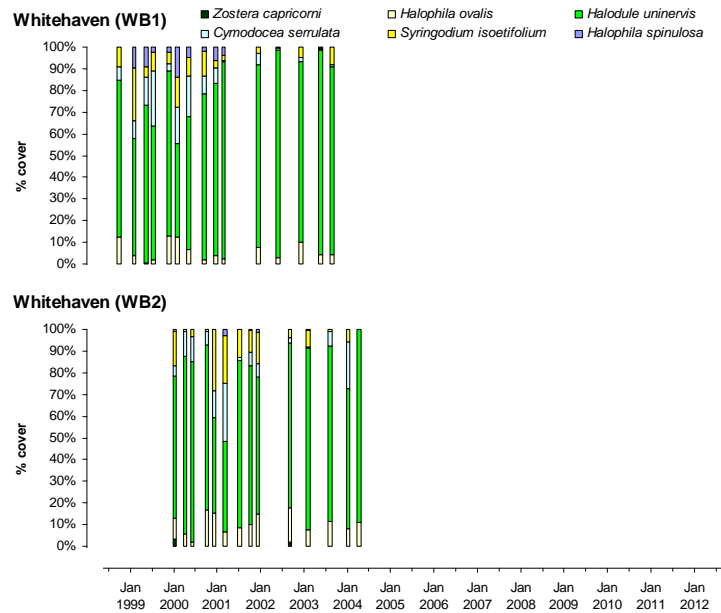 Whitehaven (WB1)
Zostera capricorni
Halophila ovalis
Halodule uninervis
Cymodocea serrulata
Syringodium isoetifolium
Halophila spinulosa
100%
90%
80%
70%
60%
50%
40%
30%
20%
10%
0%
% cover
Whitehaven (WB2)
100%
90%
80%
70%
60%
50%
40%
30%
20%
10%
0%
% cover
Jan Jan Jan Jan Jan Jan Jan Jan Jan Jan Jan Jan Jan Jan
1999 2000 2001 2002 2003 2004 2005 2006 2007 2008 2009 2010 2011 2012